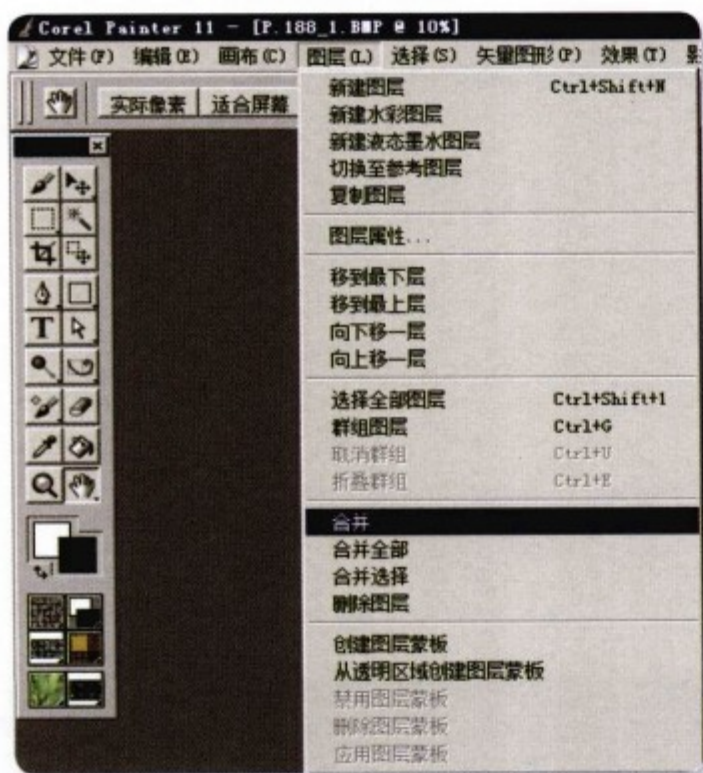 Corel Painter 11 - [P.188_1.BMP @ 10%]
文件(F) 编辑(E) 画布(C) 图层(L) 选择(S) 矢量图形(P) 效果(T) 影
实际像素 适合屏幕
新建图层 Ctrl+Shift+N
新建水彩图层
新建液态墨水图层
切换至参考图层
复制图层
图层属性...
移到最下层
移到最上层
向下移一层
向上移一层
选择全部图层 Ctrl+Shift+1
群组图层 Ctrl+G
取消群组 Ctrl+U
折叠群组 Ctrl+E
合并
合并全部
合并选择
删除图层
创建图层蒙板
从透明区域创建图层蒙板
禁用图层蒙板
删除图层蒙板
应用图层蒙板
T